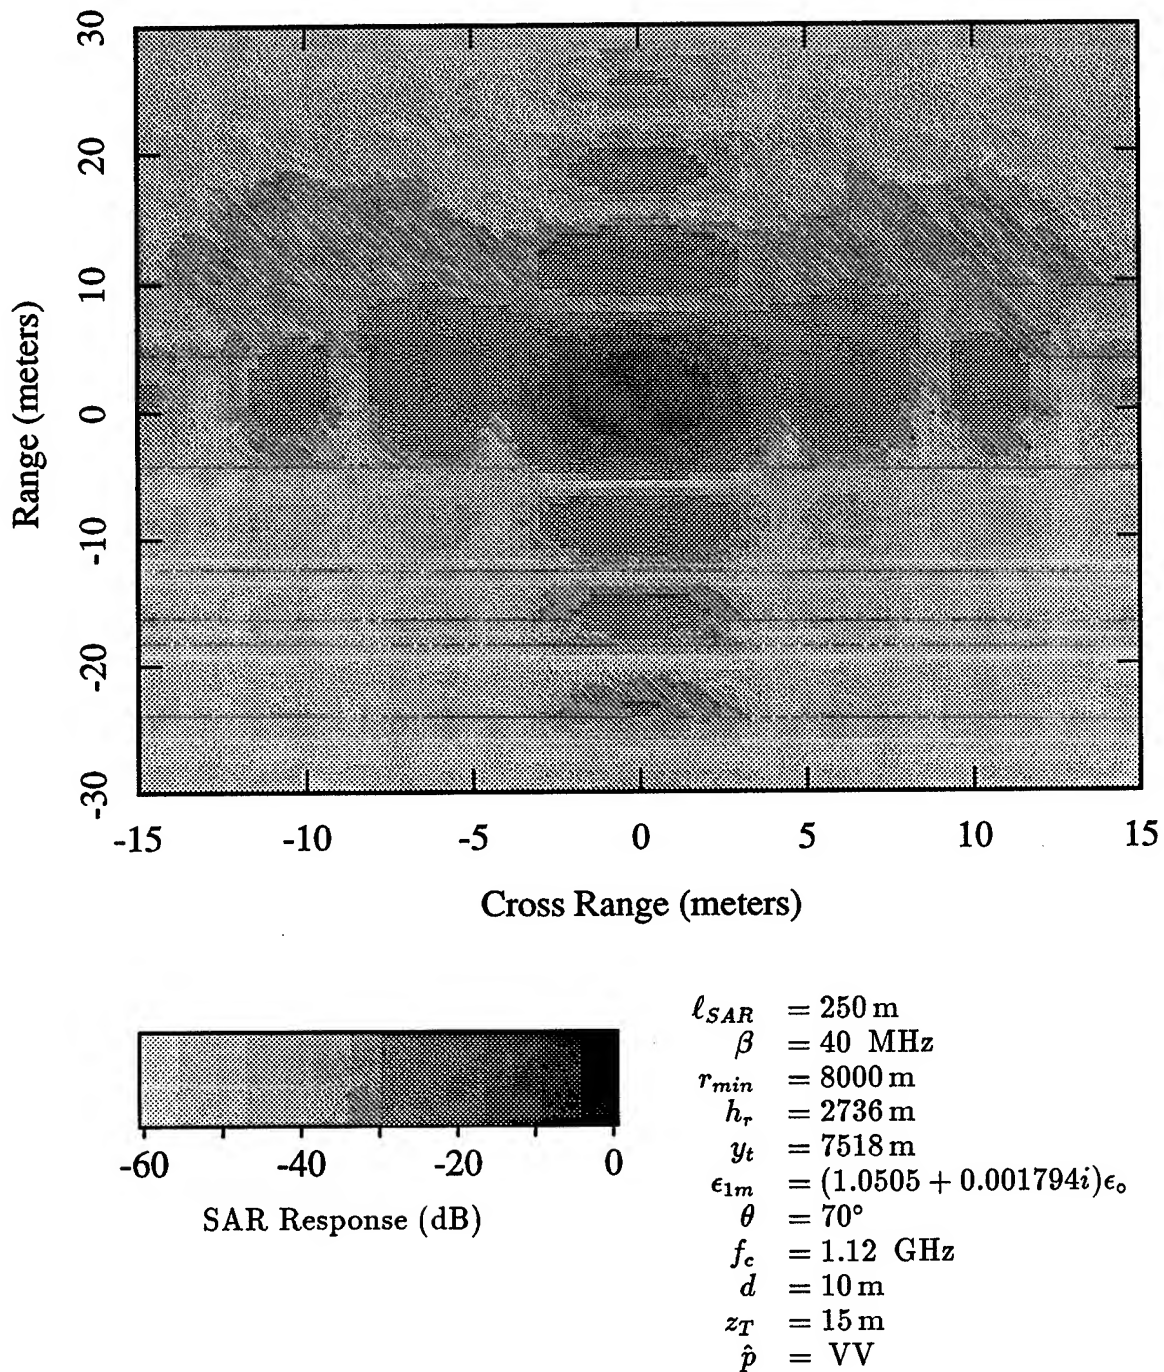 30
20
10
0
-10
-20
-30
Range (meters)
-15 -10 -5 0 5 10 15
Cross Range (meters)
-60 -40 -20 0
SAR Response (dB)
ℓ_SAR = 250 m
β = 40 MHz
r_min = 8000 m
h_r = 2736 m
y_t = 7518 m
ϵ_1m = (1.0505 + 0.001794i)ϵ_o
θ = 70°
f_c = 1.12 GHz
d = 10 m
z_T = 15 m
p̂ = VV